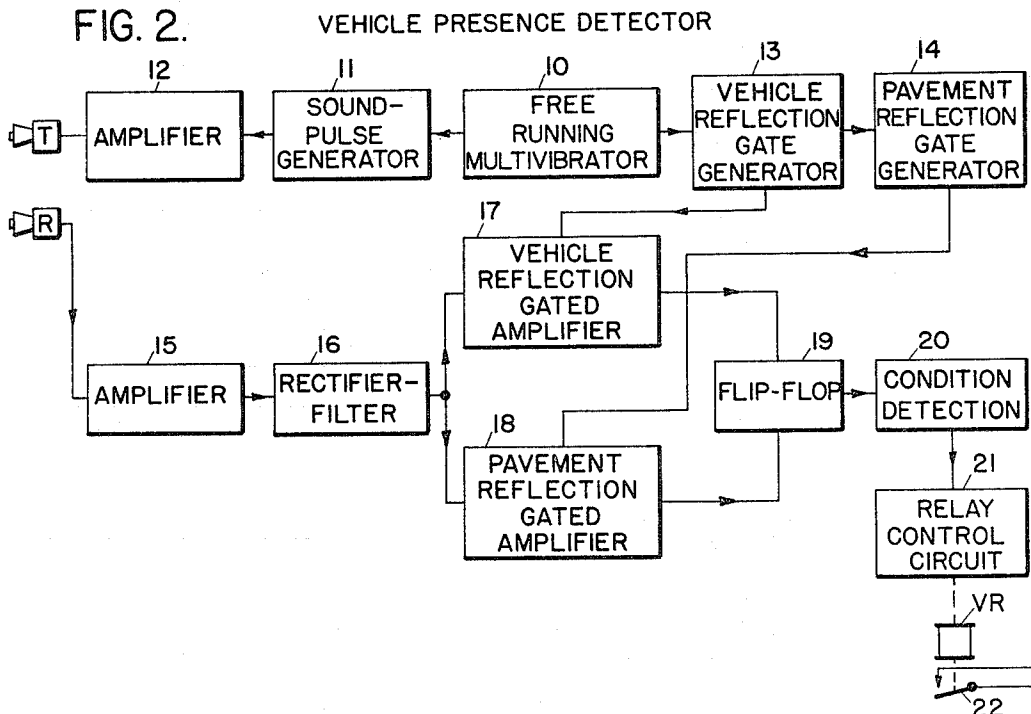 FIG. 2.
VEHICLE PRESENCE DETECTOR
12
AMPLIFIER
11
SOUND-
PULSE
GENERATOR
10
FREE
RUNNING
MULTIVIBRATOR
13
VEHICLE
REFLECTION
GATE
GENERATOR
14
PAVEMENT
REFLECTION
GATE
GENERATOR
T
R
17
VEHICLE
REFLECTION
GATED
AMPLIFIER
15
AMPLIFIER
16
RECTIFIER-
FILTER
18
PAVEMENT
REFLECTION
GATED
AMPLIFIER
19
FLIP-FLOP
20
CONDITION
DETECTION
21
RELAY
CONTROL
CIRCUIT
VR
22